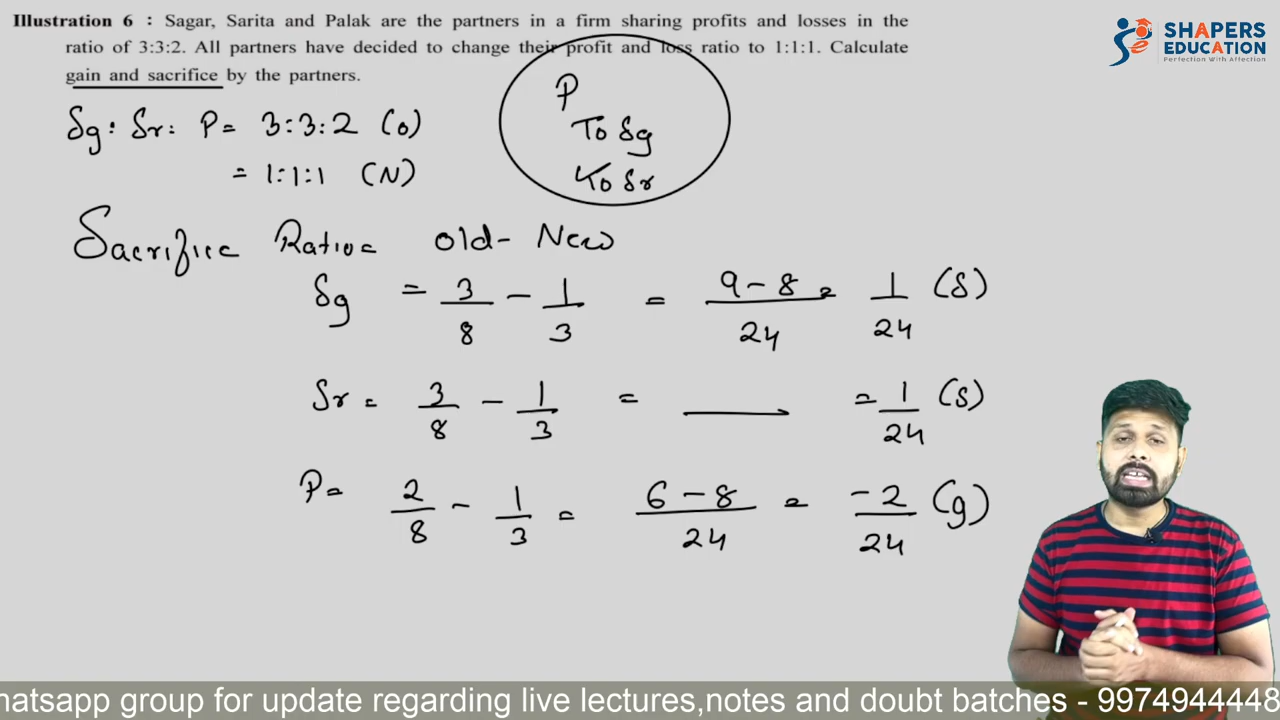 Illustration 6 : Sagar, Sarita and Palak are the partners in a firm sharing profits and losses in the
ratio of 3:3:2. All partners have decided to change their profit and loss ratio to 1:1:1. Calculate
gain and sacrifice by the partners.
SHAPERS
EDUCATION
Perfection With Affection
P
To Sg
To Sr
Sg: Sr: P= 3:3:2 (O)
= 1:1:1 (N)
Sacrifice Ratio= Old- New
Sg = 3/8 - 1/3 = 9-8/24 = 1/24 (S)
Sr = 3/8 - 1/3 = ___ = 1/24 (S)
P= 2/8 - 1/3 = 6-8/24 = -2/24 (g)
hatsapp group for update regarding live lectures,notes and doubt batches - 9974944448